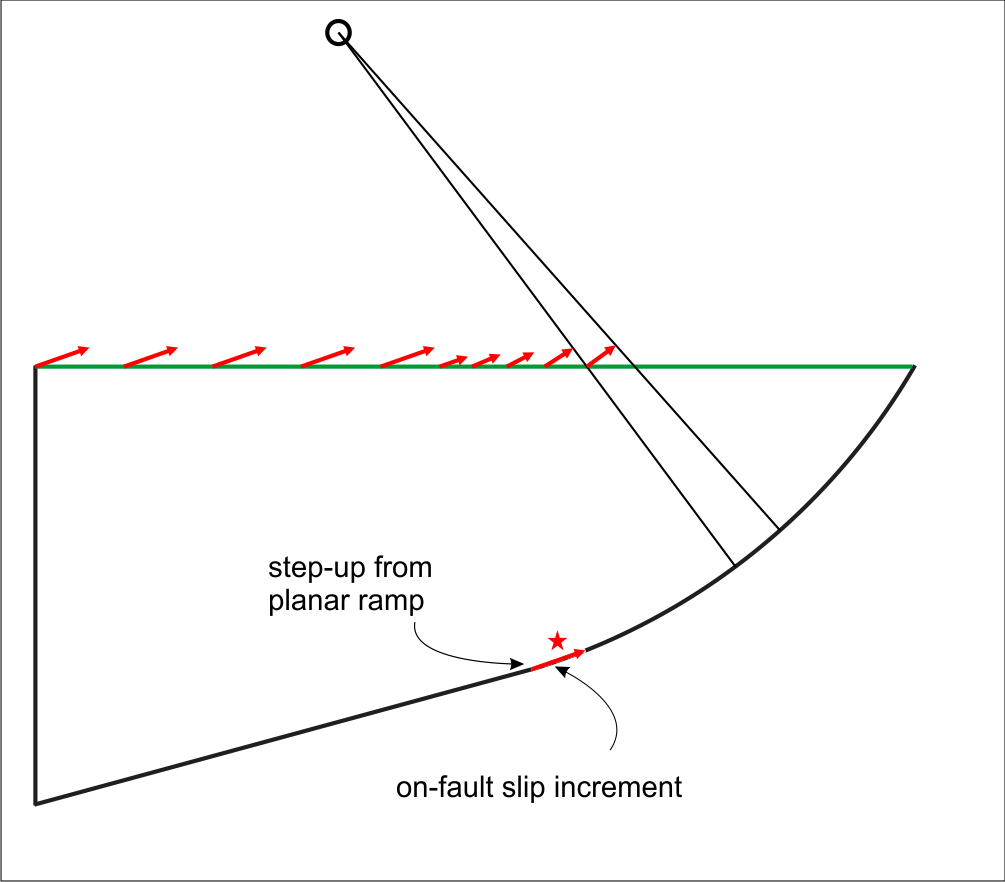 step-up from
planar ramp
on-fault slip increment